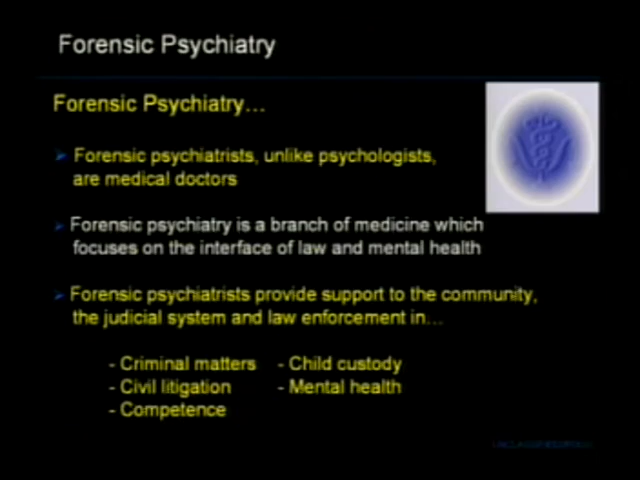 Forensic Psychiatry
Forensic Psychiatry...
Forensic psychiatrists, unlike psychologists,
are medical doctors
Forensic psychiatry is a branch of medicine which
focuses on the interface of law and mental health
Forensic psychiatrists provide support to the community,
the judicial system and law enforcement in...
- Criminal matters - Child custody
- Civil litigation - Mental health
- Competence